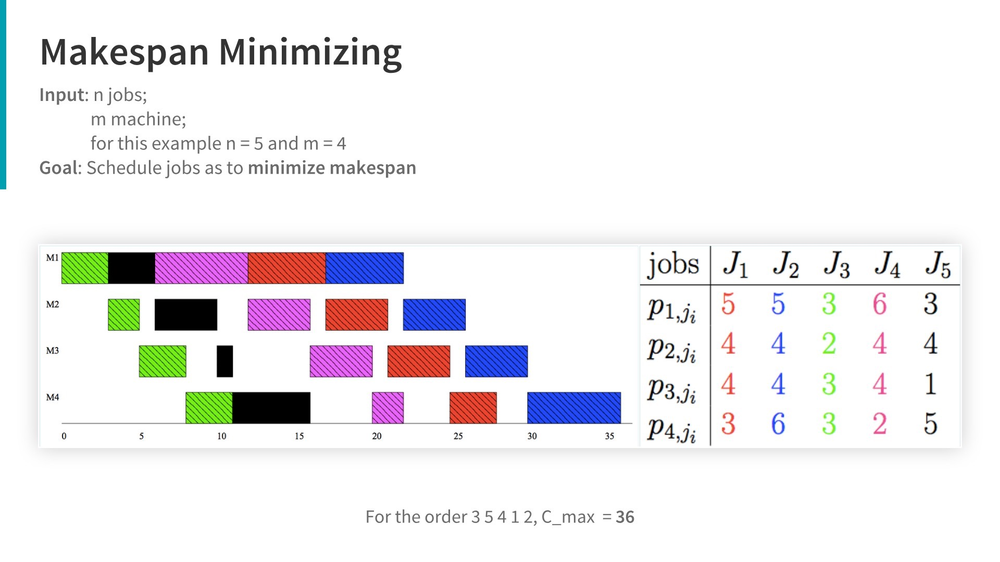 Makespan Minimizing
Input: n jobs;
m machine;
for this example n = 5 and m = 4
Goal: Schedule jobs as to minimize makespan
M1
M2
M3
M4
0 5 10 15 20 25 30 35
jobs J_1 J_2 J_3 J_4 J_5
p_{1,j_i} 5 5 3 6 3
p_{2,j_i} 4 4 2 4 4
p_{3,j_i} 4 4 3 4 1
p_{4,j_i} 3 6 3 2 5
For the order 3 5 4 1 2, C_max = 36